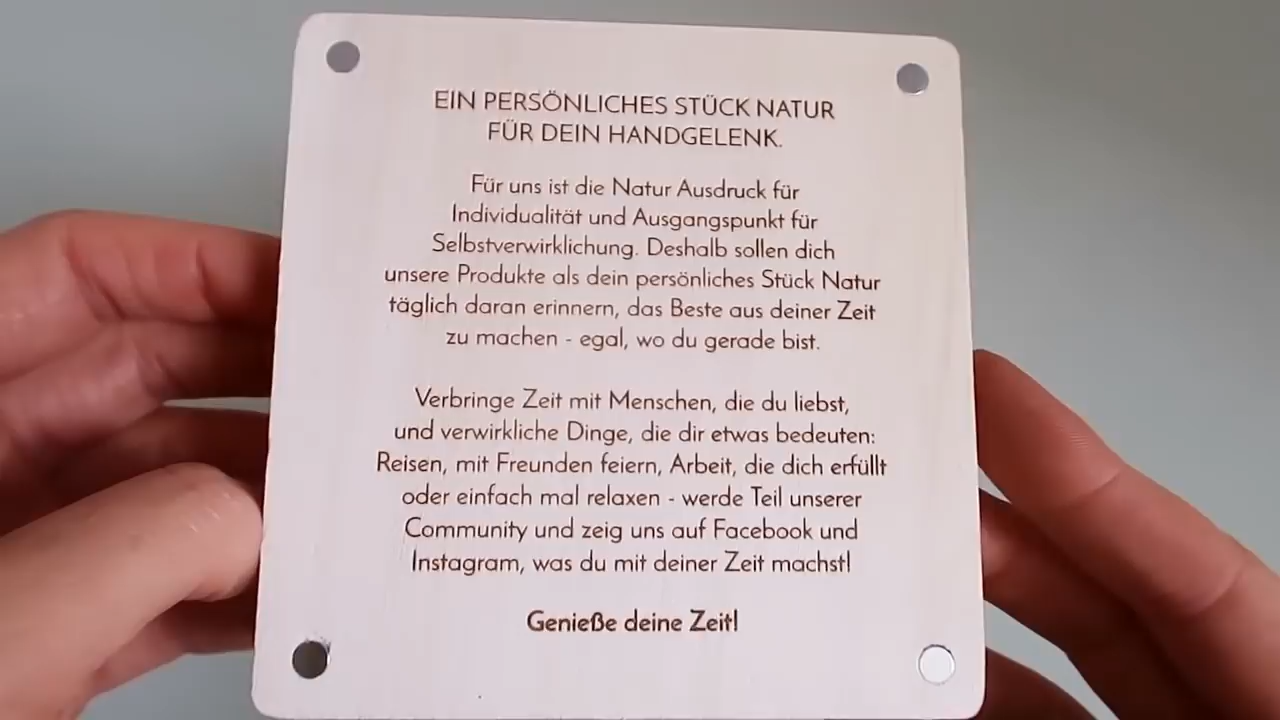 EIN PERSÖNLICHES STÜCK NATUR
FÜR DEIN HANDGELENK.
Für uns ist die Natur Ausdruck für
Individualität und Ausgangspunkt für
Selbstverwirklichung. Deshalb sollen dich
unsere Produkte als dein persönliches Stück Natur
täglich daran erinnern, das Beste aus deiner Zeit
zu machen - egal, wo du gerade bist.
Verbringe Zeit mit Menschen, die du liebst,
und verwirkliche Dinge, die dir etwas bedeuten:
Reisen, mit Freunden feiern, Arbeit, die dich erfüllt
oder einfach mal relaxen - werde Teil unserer
Community und zeig uns auf Facebook und
Instagram, was du mit deiner Zeit machst!
Genieße deine Zeit!